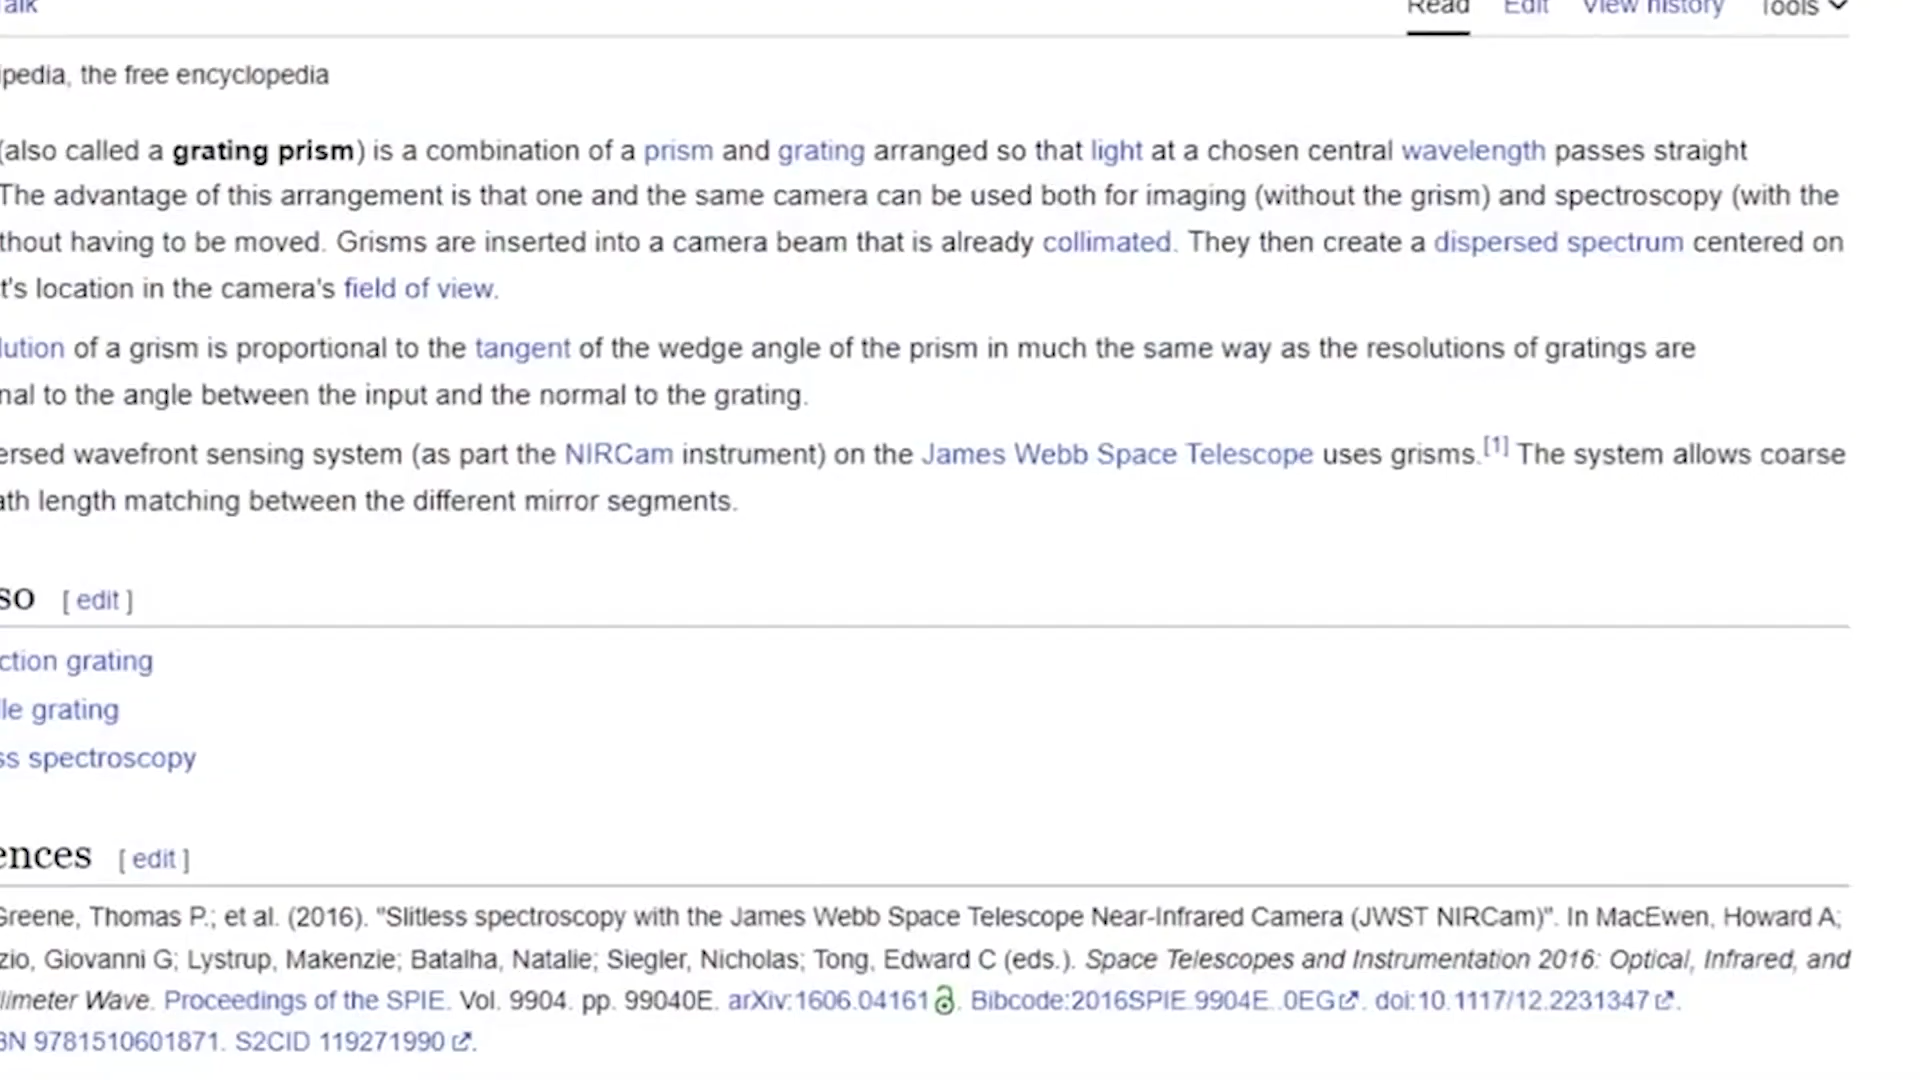 Talk Read Edit View history Tools
ipedia, the free encyclopedia
(also called a grating prism) is a combination of a prism and grating arranged so that light at a chosen central wavelength passes straight
The advantage of this arrangement is that one and the same camera can be used both for imaging (without the grism) and spectroscopy (with the
thout having to be moved. Grisms are inserted into a camera beam that is already collimated. They then create a dispersed spectrum centered on
t's location in the camera's field of view.
lution of a grism is proportional to the tangent of the wedge angle of the prism in much the same way as the resolutions of gratings are
nal to the angle between the input and the normal to the grating.
ersed wavefront sensing system (as part the NIRCam instrument) on the James Webb Space Telescope uses grisms.[1] The system allows coarse
ath length matching between the different mirror segments.
so [ edit ]
ction grating
lle grating
ss spectroscopy
ences [ edit ]
Greene, Thomas P.; et al. (2016). "Slitless spectroscopy with the James Webb Space Telescope Near-Infrared Camera (JWST NIRCam)". In MacEwen, Howard A;
zio, Giovanni G; Lystrup, Makenzie; Batalha, Natalie; Siegler, Nicholas; Tong, Edward C (eds.). Space Telescopes and Instrumentation 2016: Optical, Infrared, and
llimeter Wave. Proceedings of the SPIE. Vol. 9904. pp. 99040E. arXiv:1606.04161. Bibcode:2016SPIE.9904E..0EG. doi:10.1117/12.2231347.
BN 9781510601871. S2CID 119271990.